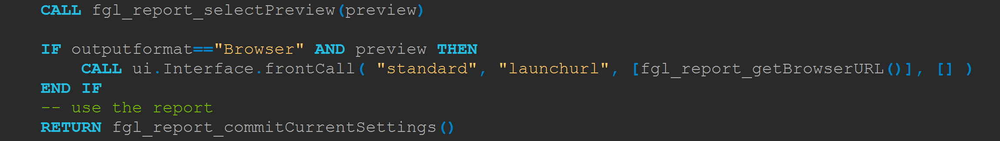 CALL fgl_report_selectPreview(preview)
IF outputformat=="Browser" AND preview THEN
CALL ui.Interface.frontCall( "standard", "launchurl", [fgl_report_getBrowserURL()], [] )
END IF
-- use the report
RETURN fgl_report_commitCurrentSettings()